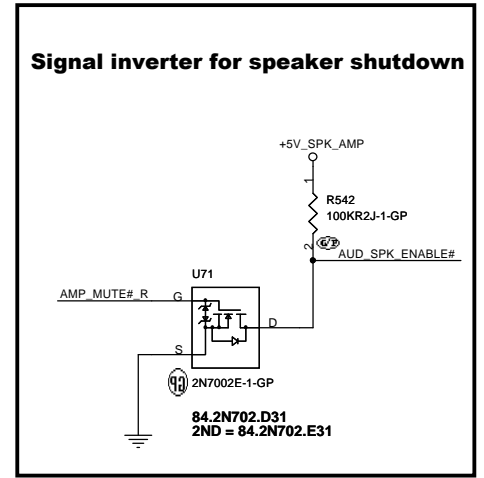 Signal inverter for speaker shutdown
+5V_SPK_AMP
1
R542
100KR2J-1-GP
2
G/P
AUD_SPK_ENABLE#
U71
AMP_MUTE#_R
G
D
S
2N7002E-1-GP
84.2N702.D31
2ND = 84.2N702.E31